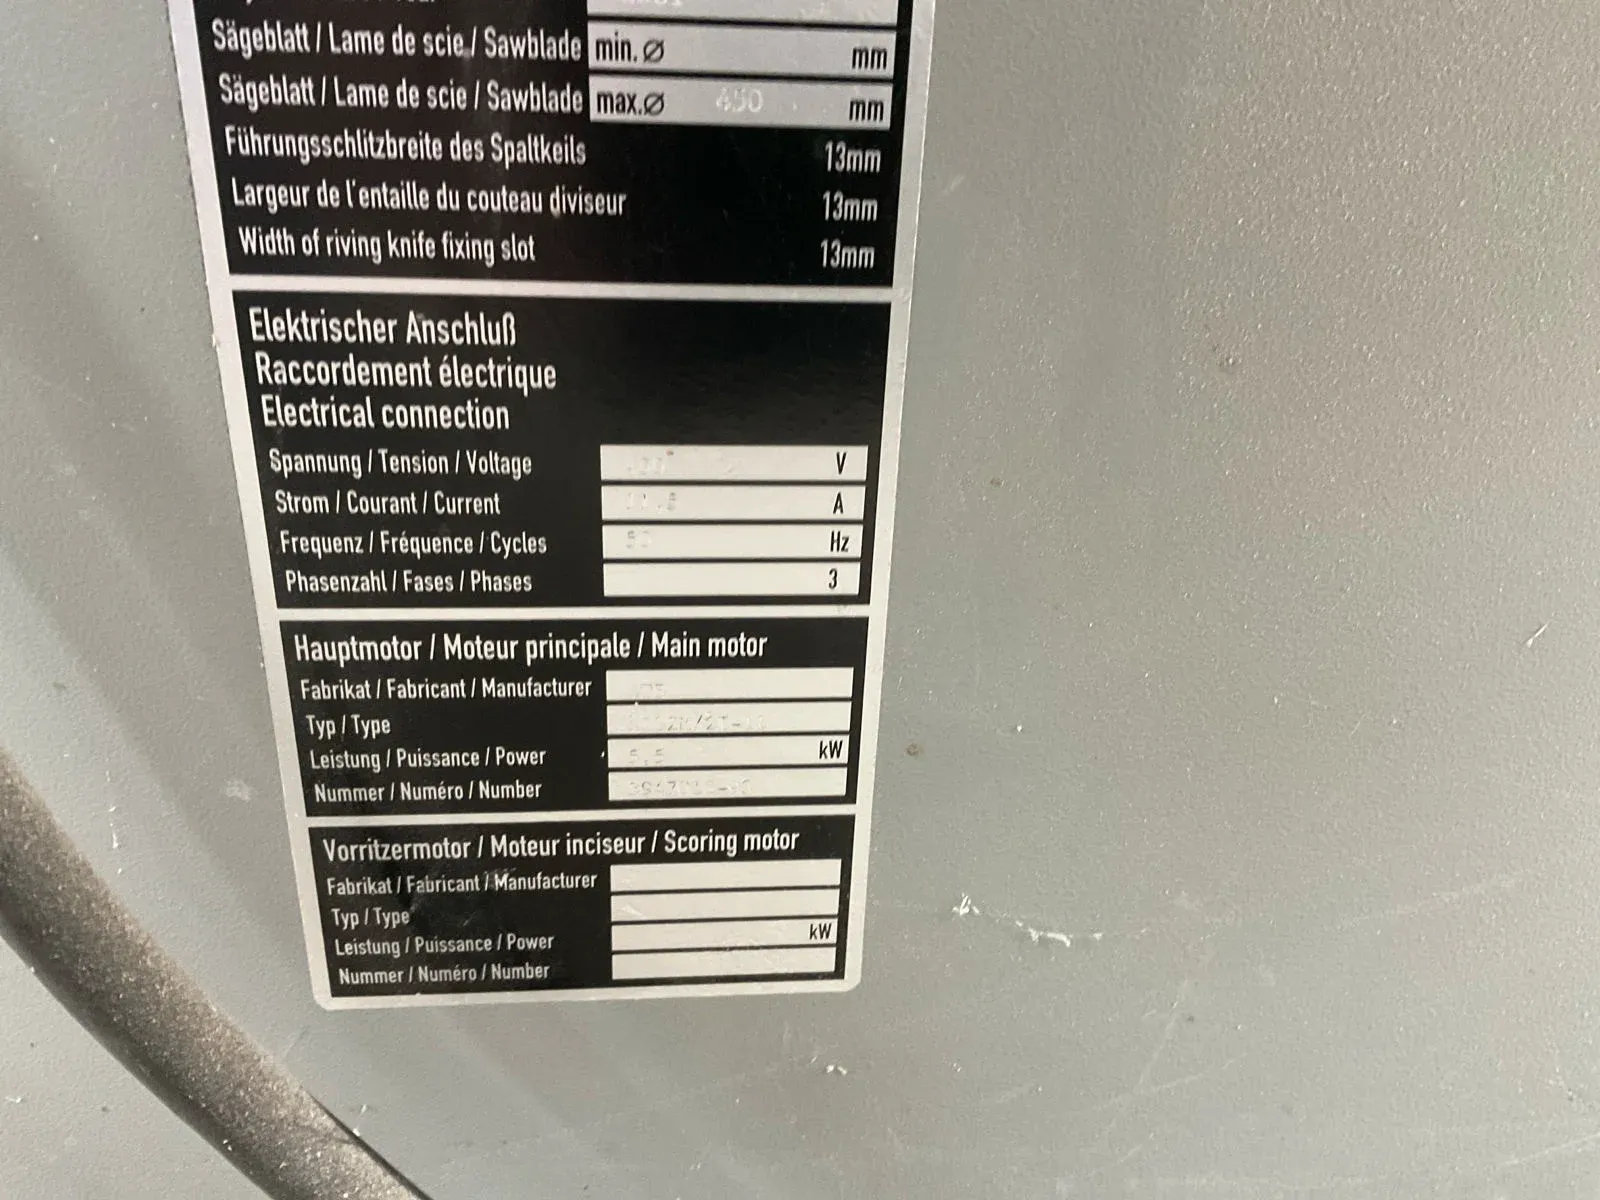 Sägeblatt / Lame de scie / Sawblade min. Ø mm
Sägeblatt / Lame de scie / Sawblade max.Ø 450 mm
Führungsschlitzbreite des Spaltkeils 13mm
Largeur de l'entaille du couteau diviseur 13mm
Width of riving knife fixing slot 13mm
Elektrischer Anschluß
Raccordement électrique
Electrical connection
Spannung / Tension / Voltage V
Strom / Courant / Current A
Frequenz / Fréquence / Cycles Hz
Phasenzahl / Fases / Phases 3
Hauptmotor / Moteur principale / Main motor
Fabrikat / Fabricant / Manufacturer
Typ / Type
Leistung / Puissance / Power 5.5 kW
Nummer / Numéro / Number
Vorritzermotor / Moteur inciseur / Scoring motor
Fabrikat / Fabricant / Manufacturer
Typ / Type
Leistung / Puissance / Power kW
Nummer / Numéro / Number